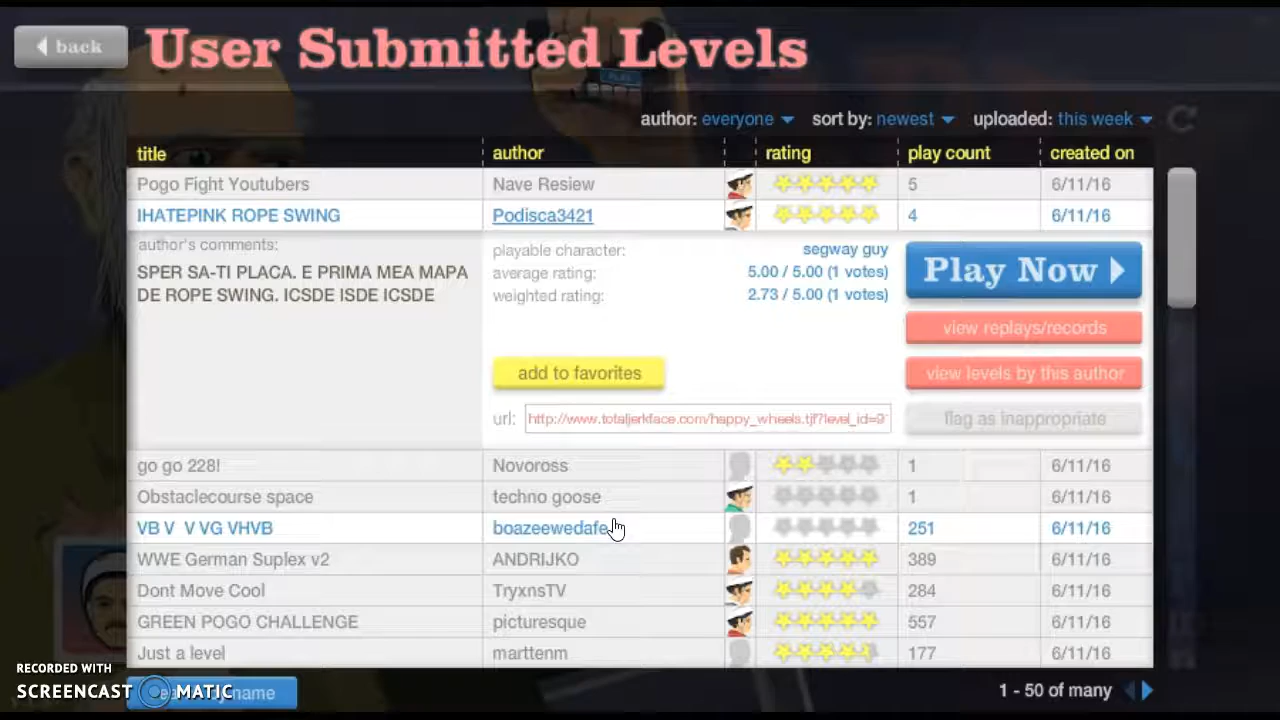 back
User Submitted Levels
author: everyone sort by: newest uploaded: this week
title author rating play count created on
Pogo Fight Youtubers Nave Resiew 5 6/11/16
IHATEPINK ROPE SWING Podisca3421 4 6/11/16
author's comments:
SPER SA-TI PLACA. E PRIMA MEA MAPA
DE ROPE SWING. ICSDE ISDE ICSDE
playable character: segway guy
average rating: 5.00 / 5.00 (1 votes)
weighted rating: 2.73 / 5.00 (1 votes)
Play Now
view replays/records
add to favorites
view levels by this author
url: http://www.totaljerkface.com/happy_wheels.tjf?level_id=9
flag as inappropriate
go go 228! Novoross 1 6/11/16
Obstaclecourse space techno goose 1 6/11/16
VB V V VG VHVB boazeewedafe 251 6/11/16
WWE German Suplex v2 ANDRIJKO 389 6/11/16
Dont Move Cool TryxnsTV 284 6/11/16
GREEN POGO CHALLENGE picturesque 557 6/11/16
Just a level marttenm 177 6/11/16
RECORDED WITH
SCREENCAST MATIC
name
1 - 50 of many